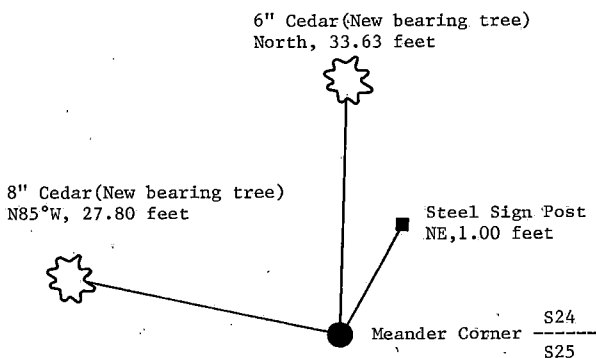 6" Cedar(New bearing tree)
North, 33.63 feet
8" Cedar(New bearing tree)
N85°W, 27.80 feet
Steel Sign Post
NE,1.00 feet
Meander Corner
S24
S25